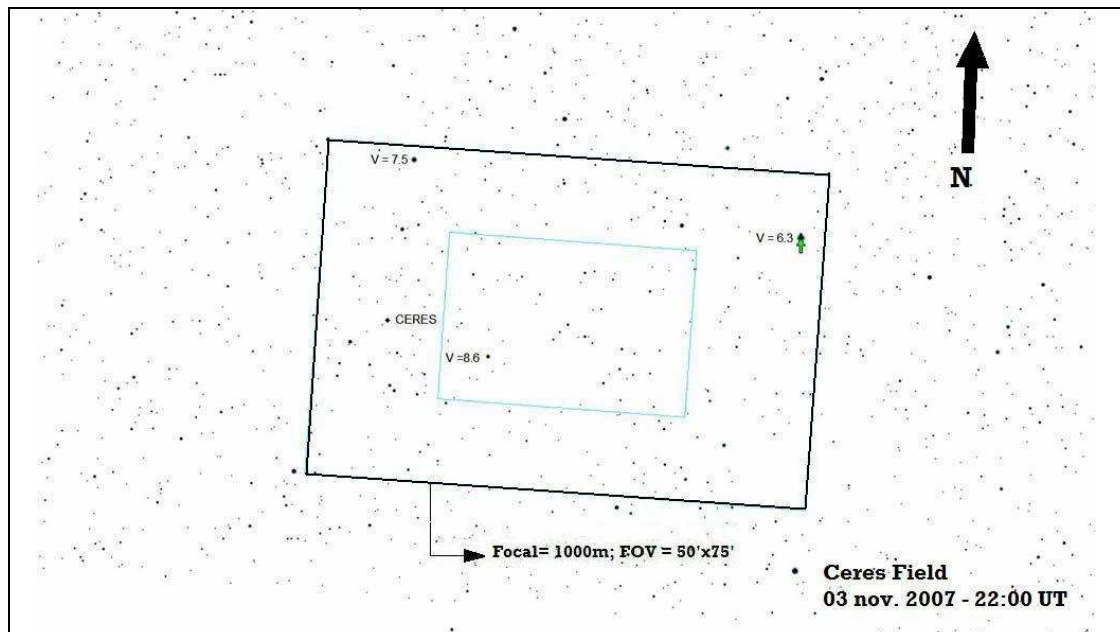 N
V = 7.5
V = 6.3
CERES
V =8.6
Focal= 1000m; FOV = 50'x75'
Ceres Field
03 nov. 2007 - 22:00 UT